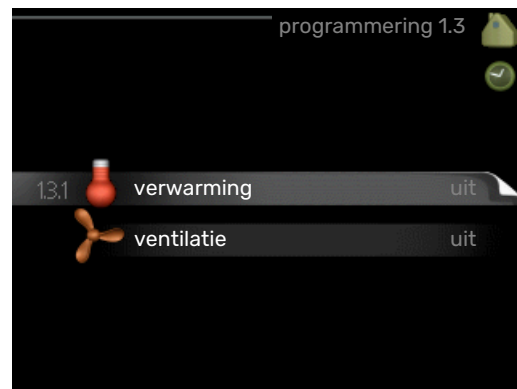 programmering 1.3
1.3.1 verwarming uit
ventilatie uit